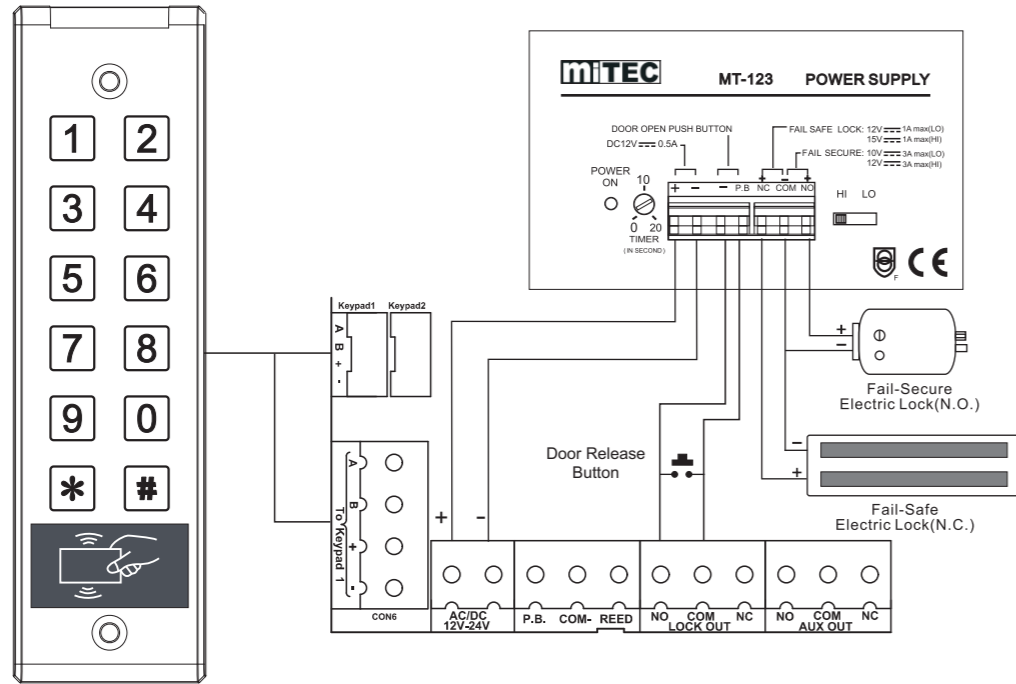 1 2
3 4
5 6
7 8
9 0
* #
miTEC MT-123 POWER SUPPLY
DOOR OPEN PUSH BUTTON
DC12V 0.5A
FAIL SAFE LOCK: 12V 1A max(LO)
15V 1A max(HI)
FAIL SECURE: 10V 3A max(LO)
12V 3A max(HI)
POWER
ON
10
0 20
TIMER
(IN SECOND)
+ − − P.B NC COM NO
+ − +
HI LO
F CE
Keypad1 Keypad2
A
B
+
-
A
B
+
-
To Keypad 1
CON6
+ -
AC/DC
12V-24V
P.B. COM- REED
NO COM NC
LOCK OUT
NO COM NC
AUX OUT
Door Release
Button
+
−
Fail-Secure
Electric Lock(N.O.)
−
+
Fail-Safe
Electric Lock(N.C.)